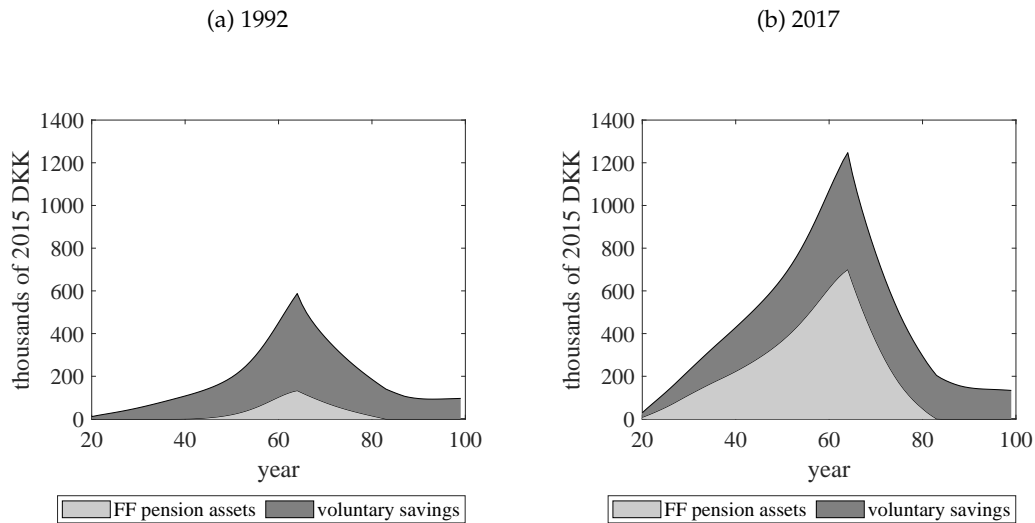 (a) 1992
1400
1200
1000
800
600
400
200
0
20 40 60 80 100
thousands of 2015 DKK
year
FF pension assets voluntary savings
(b) 2017
1400
1200
1000
800
600
400
200
0
20 40 60 80 100
thousands of 2015 DKK
year
FF pension assets voluntary savings